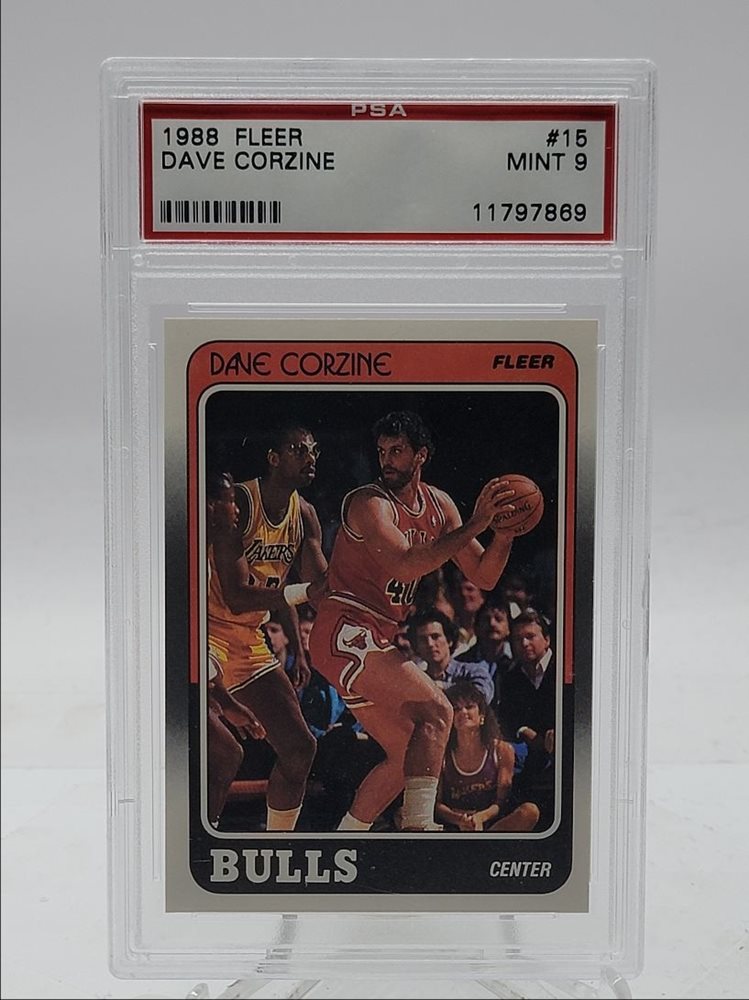 PSA
1988 FLEER #15
DAVE CORZINE MINT 9
11797869
DAVE CORZINE FLEER
LAKERS
SPALDING
40
BULLS CENTER